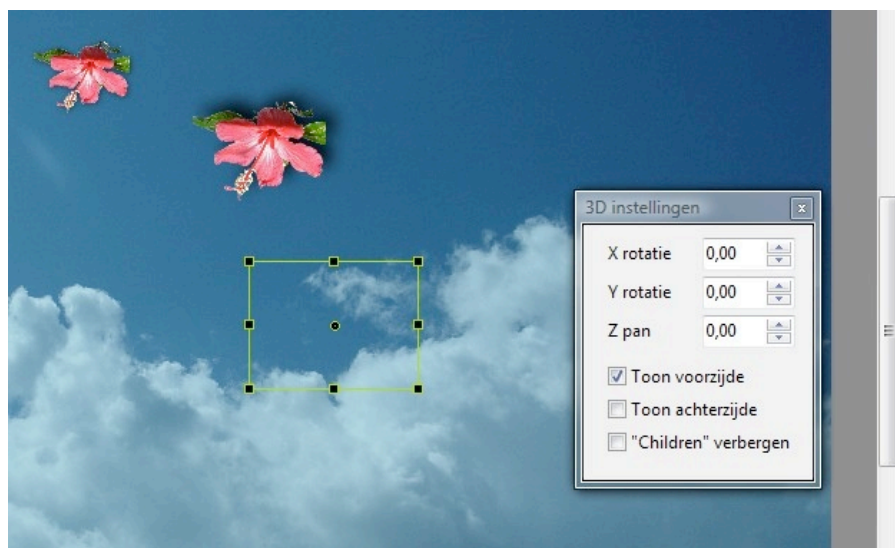 3D instellingen
X rotatie 0,00
Y rotatie 0,00
Z pan 0,00
Toon voorzijde
Toon achterzijde
"Children" verbergen